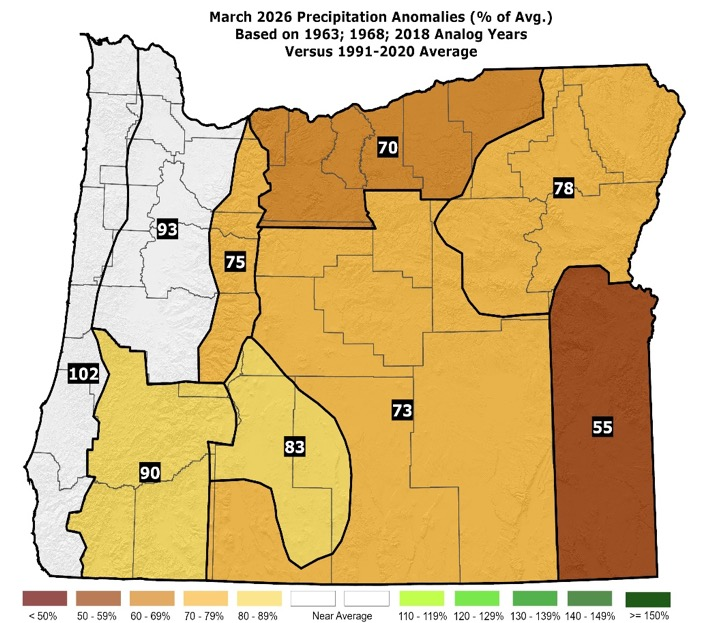 March 2026 Precipitation Anomalies (% of Avg.)
Based on 1963; 1968; 2018 Analog Years
Versus 1991-2020 Average
70
78
93
75
102
73
55
83
90
< 50%
50 - 59%
60 - 69%
70 - 79%
80 - 89%
Near Average
110 - 119%
120 - 129%
130 - 139%
140 - 149%
>= 150%